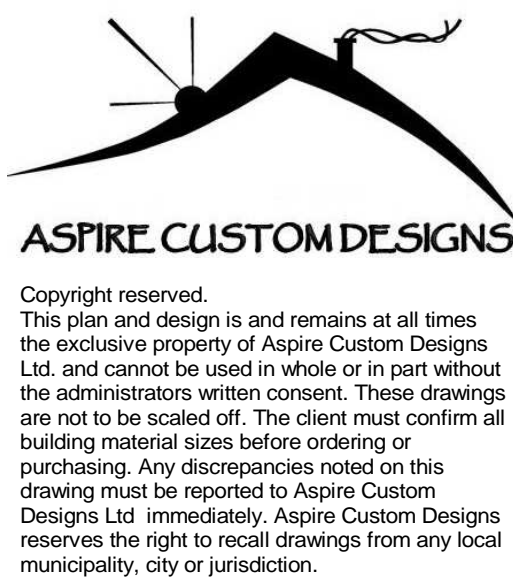 ASPIRE CUSTOM DESIGNS
Copyright reserved.
This plan and design is and remains at all times
the exclusive property of Aspire Custom Designs
Ltd. and cannot be used in whole or in part without
the administrators written consent. These drawings
are not to be scaled off. The client must confirm all
building material sizes before ordering or
purchasing. Any discrepancies noted on this
drawing must be reported to Aspire Custom
Designs Ltd  immediately. Aspire Custom Designs
reserves the right to recall drawings from any local
municipality, city or jurisdiction.